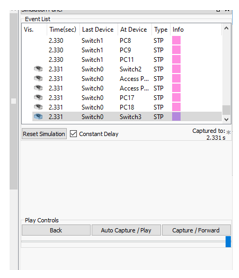 Event List
Vis. Time(sec) Last Device At Device Type Info
2.330 Switch1 PC8 STP
2.330 Switch1 PC9 STP
2.330 Switch1 PC11 STP
2.331 Switch0 Switch2 STP
2.331 Switch0 Access P... STP
2.331 Switch0 Access P... STP
2.331 Switch0 PC17 STP
2.331 Switch0 PC18 STP
2.331 Switch0 Switch3 STP
Reset Simulation Constant Delay Captured to:
2.331 s
Play Controls
Back Auto Capture / Play Capture / Forward